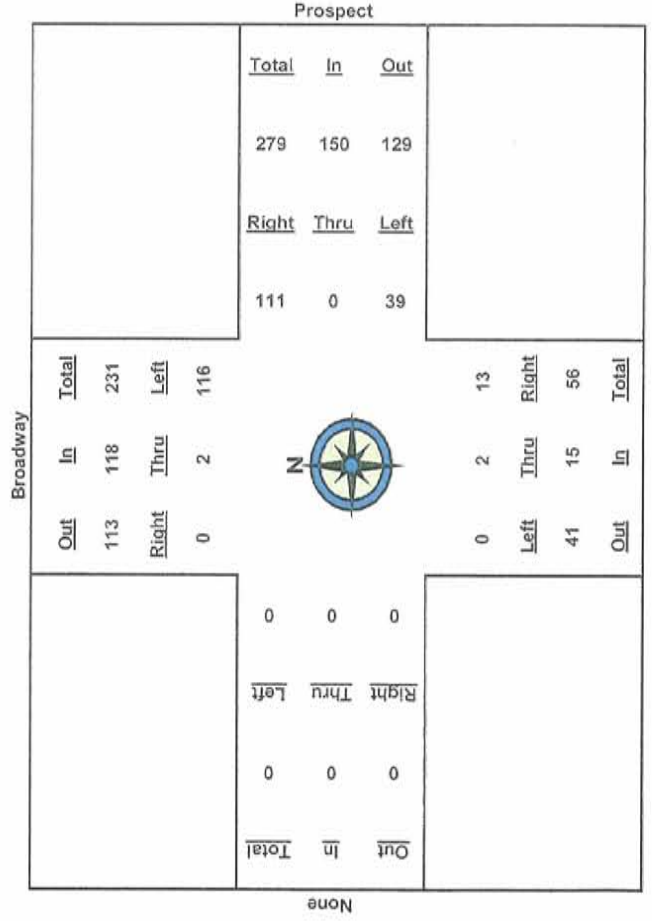 Prospect
Total In Out
279 150 129
Right Thru Left
111 0 39
Broadway
Out In Total
113 118 231
Right Thru Left
0 2 116
N
0 2 13
Left Thru Right
41 15 56
Out In Total
0 0 0
Left Thru Right
0 0 0
Total In Out
None